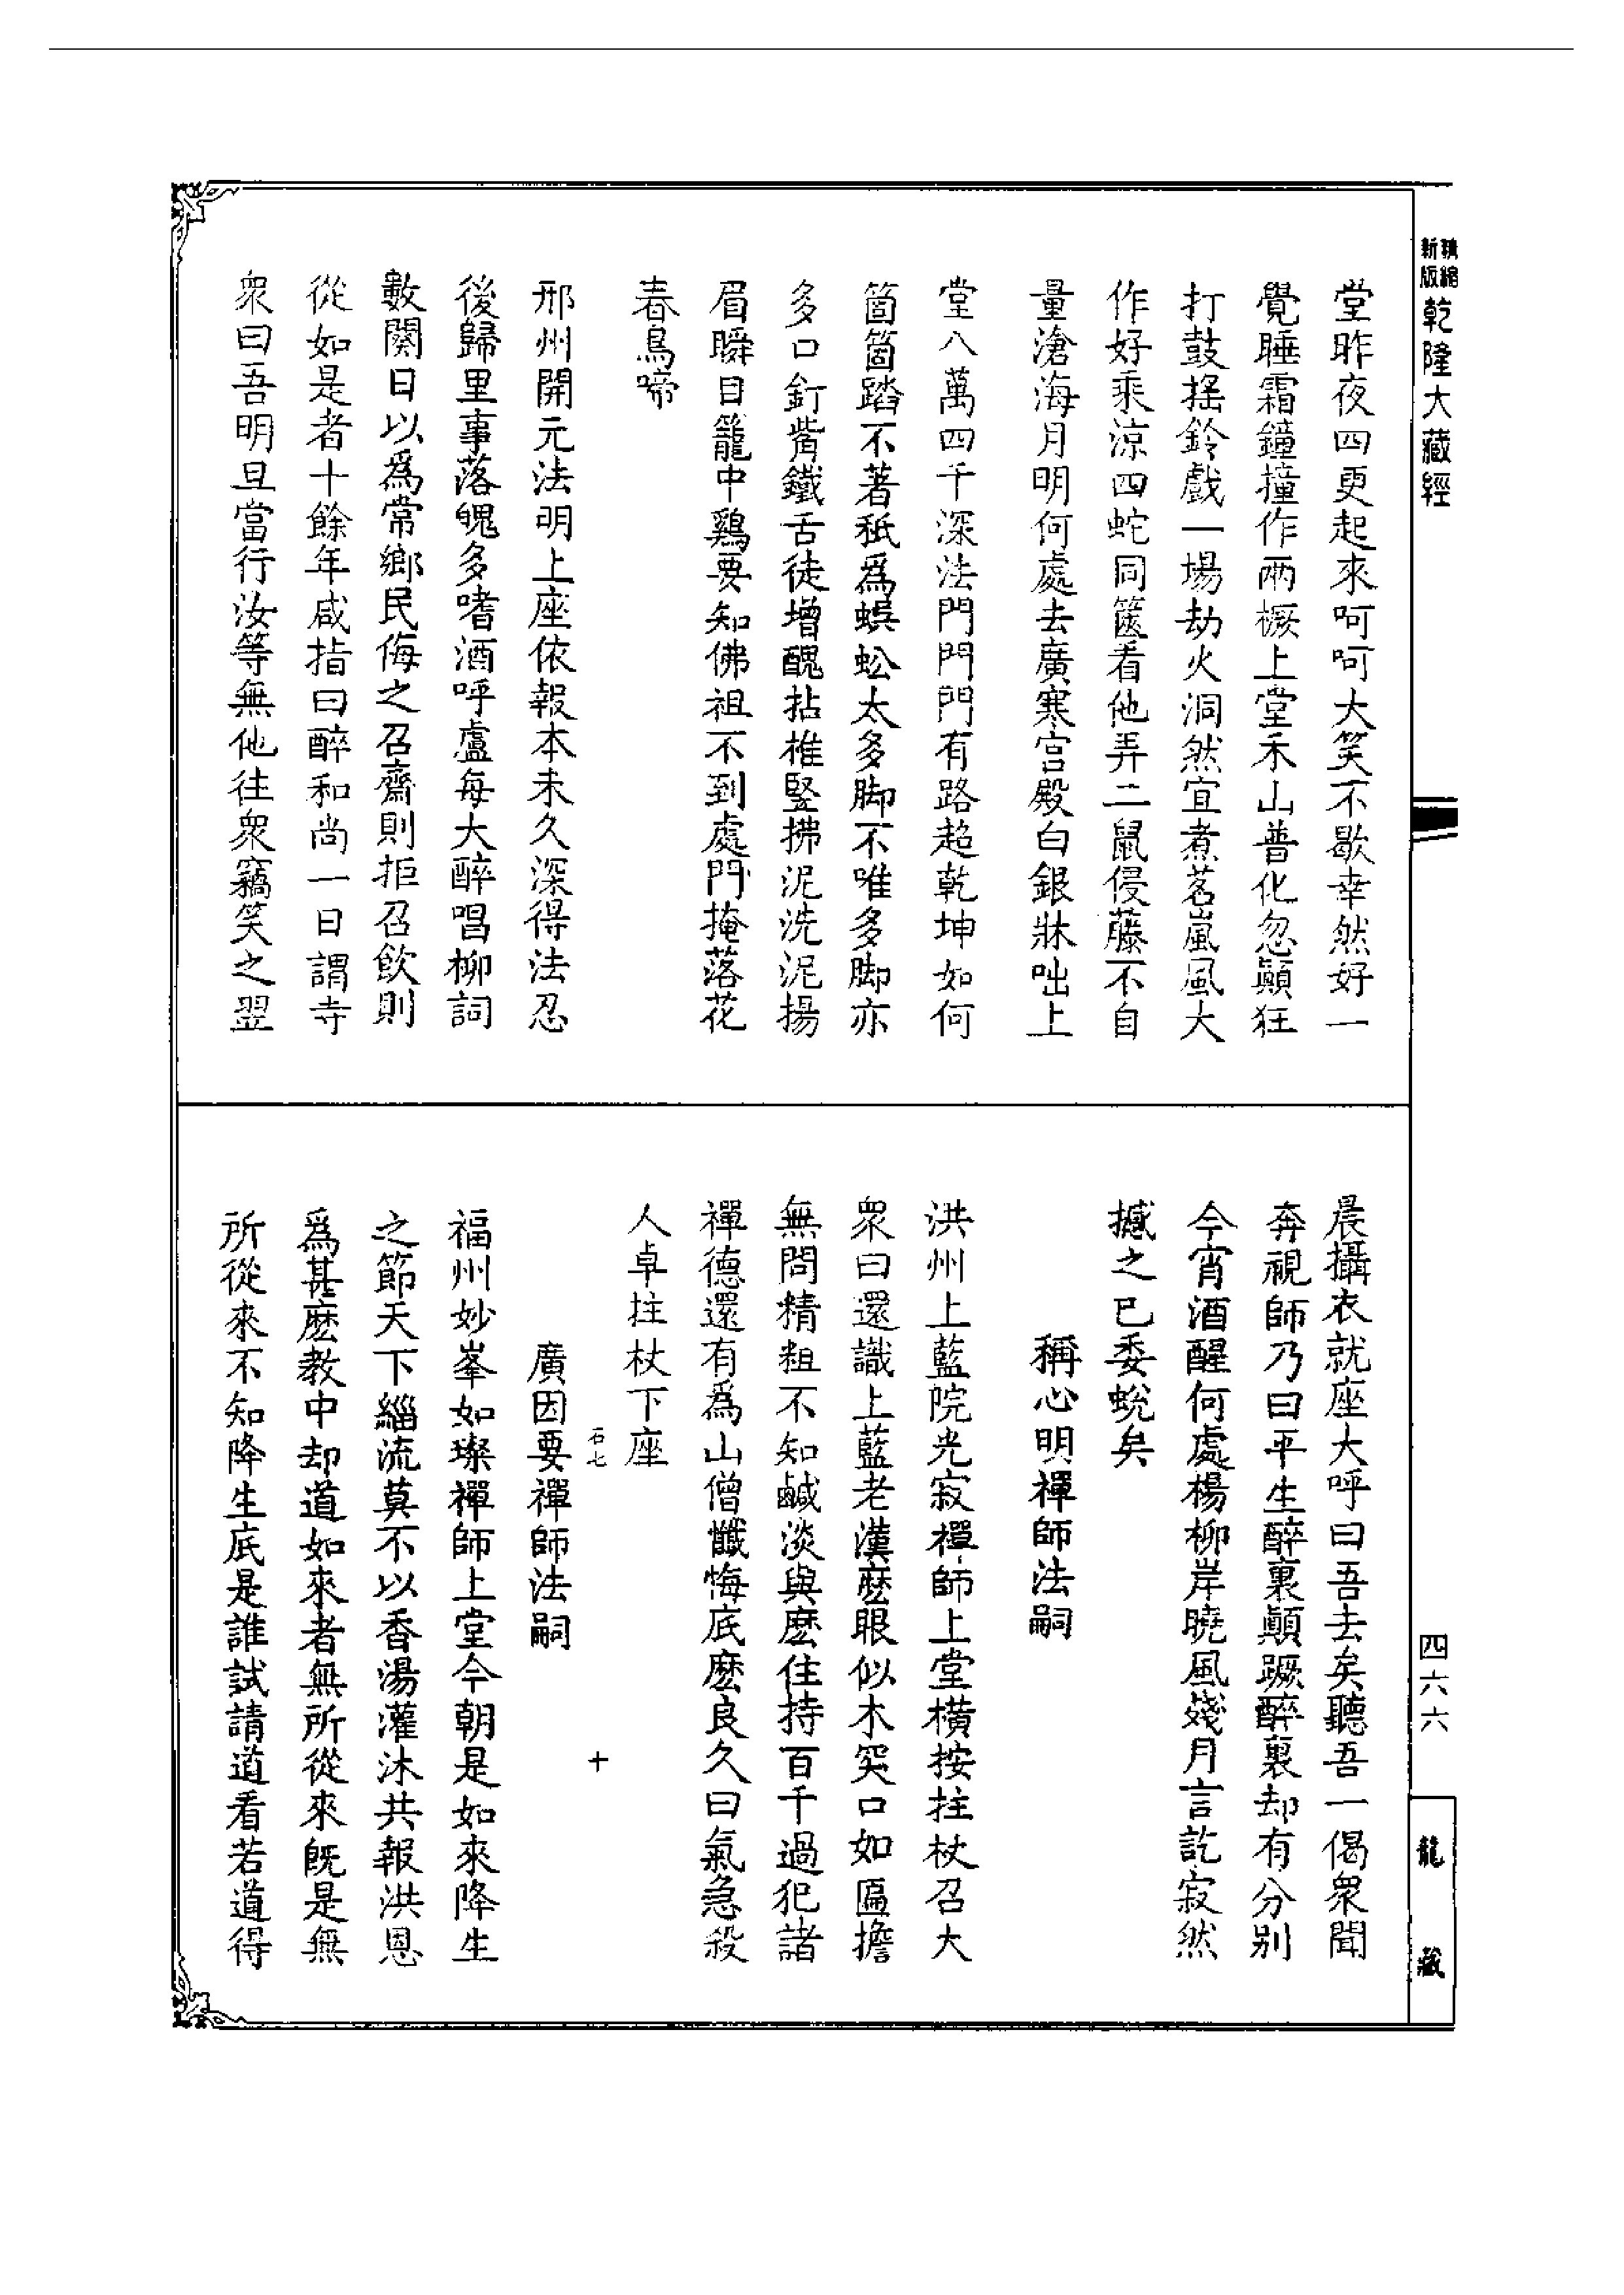 精縮
新版
乾隆大藏經
堂昨夜四更起來呵呵大笑不歇幸然好一
覺睡霜鐘撞作兩橛上堂禾山普化忽顛狂
打鼓搖鈴戲一場劫火洞然宜煮茗嵐風大
作好乘涼四蛇同篋看他弄二鼠侵藤不自
量滄海月明何處去廣寒宮殿白銀牀咄上
堂八萬四千深法門門門有路超乾坤如何
箇箇踏不著秖爲蜈蚣太多脚不唯多脚亦
多口釘觜鐵舌徒增醜拈椎豎拂泥洗泥揚
眉瞬目籠中鷄要知佛祖不到處門掩落花
春鳥啼
邢州開元法明上座依報本未久深得法忍
後歸里事落魄多嗜酒呼盧每大醉唱柳詞
數闋日以爲常鄉民侮之召齋則拒召飲則
從如是者十餘年咸指曰醉和尚一日謂寺
衆曰吾明旦當行汝等無他往衆竊笑之翌
晨攝衣就座大呼曰吾去矣聽吾一偈衆聞
奔視師乃曰平生醉裏顛蹶醉裏却有分别
今宵酒醒何處楊柳岸曉風殘月言訖寂然
撼之已委蛻矣
稱心明禪師法嗣
洪州上藍院光寂禪師上堂橫按拄杖召大
衆曰還識上藍老漢麽眼似木突口如匾擔
無問精粗不知鹹淡與麽住持百千過犯諸
禪德還有爲山僧懺悔底麽良久曰氣急殺
人卓拄杖下座
石七
十
廣因要禪師法嗣
福州妙峯如璨禪師上堂今朝是如來降生
之節天下緇流莫不以香湯灌沐共報洪恩
爲甚麽教中却道如來者無所從來旣是無
所從來不知降生底是誰試請道看若道得
四六六
龍藏